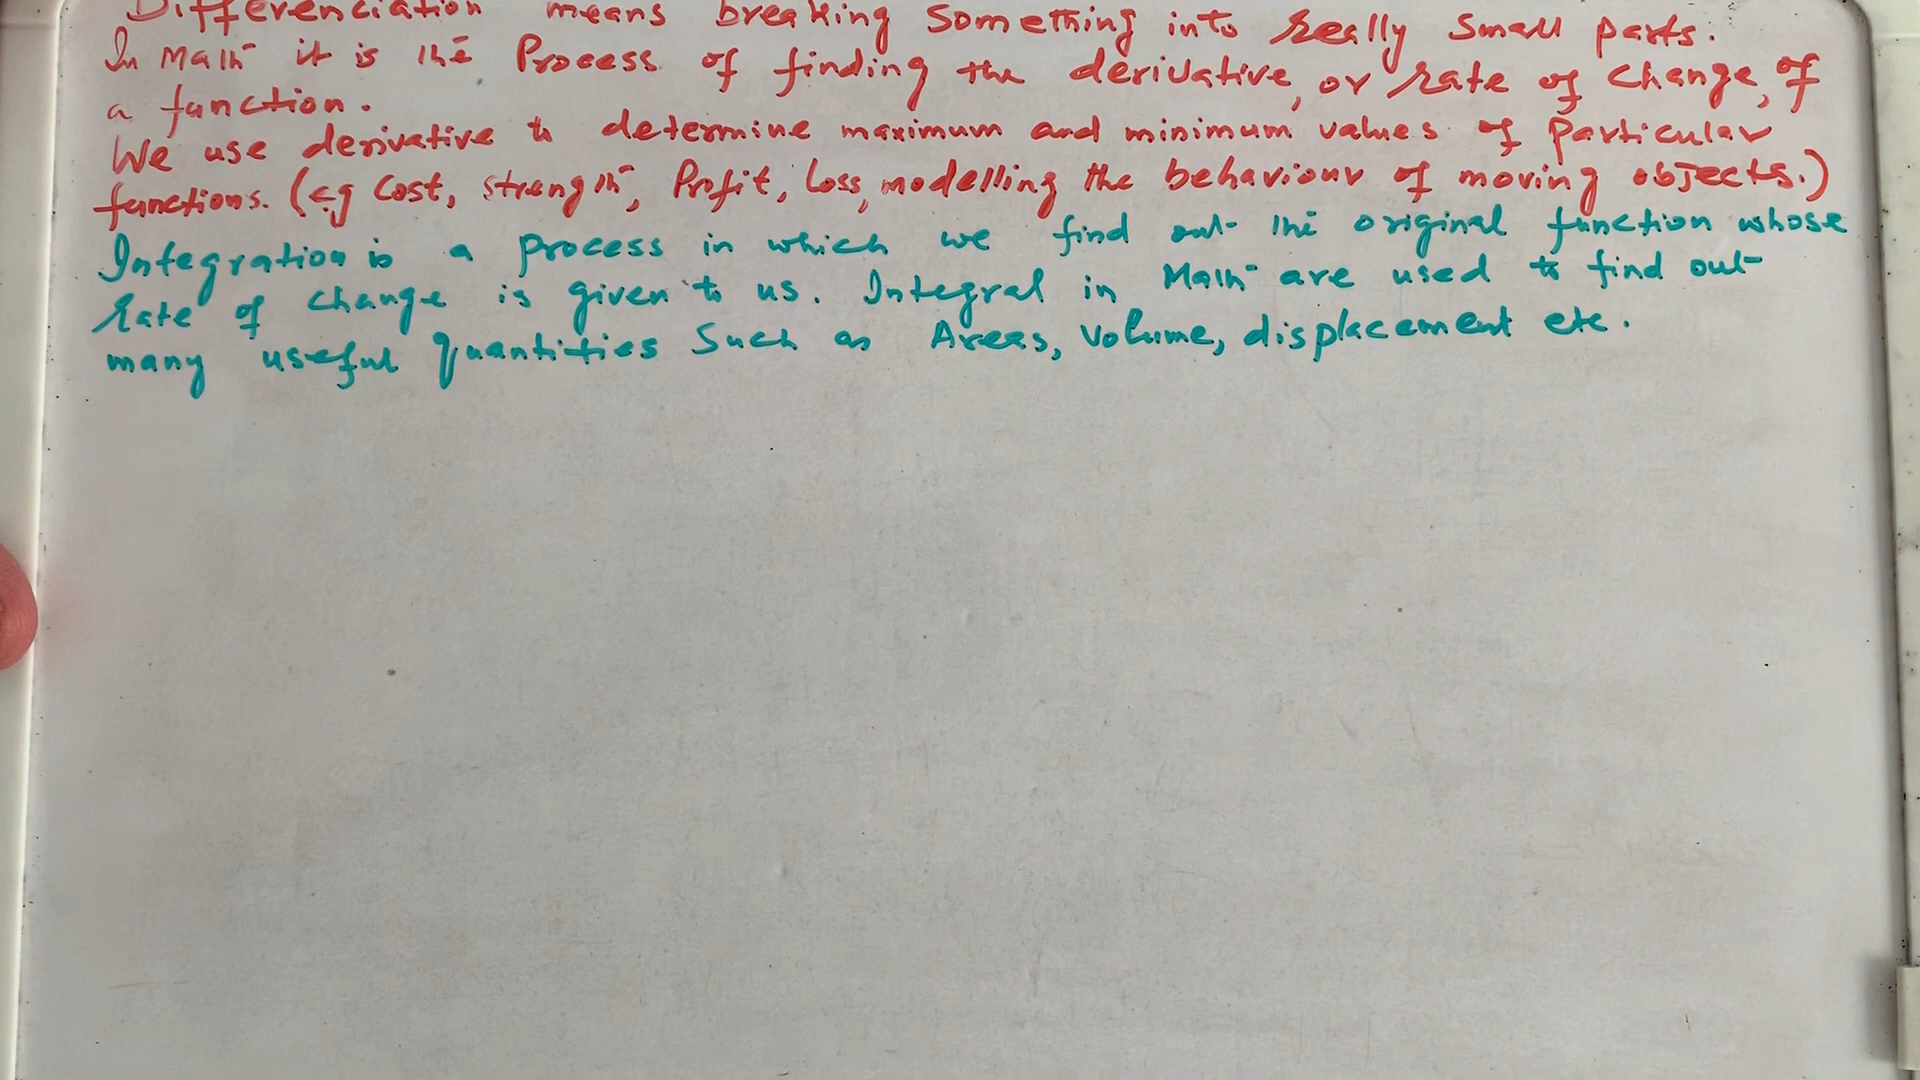 Differenciation means breaking something into really small parts.
In Math it is the Process of finding the derivative, or rate of change, of
a function.
We use derivative to determine maximum and minimum values of particular
functions. (e.g Cost, strength, Profit, Loss, modelling the behaviour of moving objects.)
Integration is a process in which we find out the original function whose
rate of change is given to us. Integral in Math are used to find out
many useful quantities Such as Areas, Volume, displacement etc.